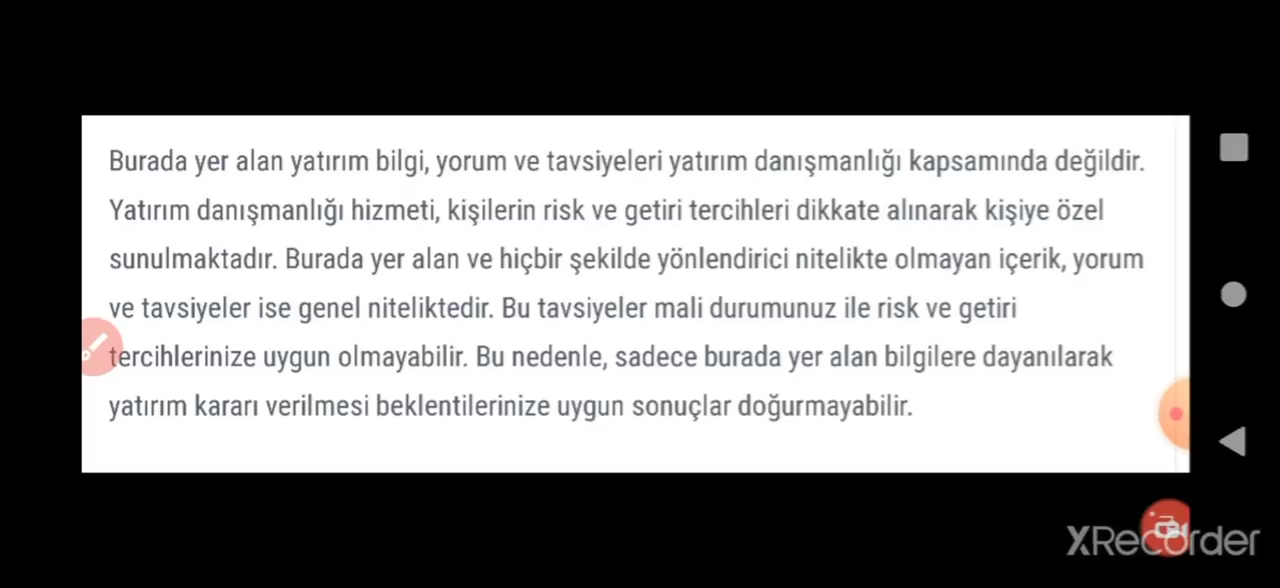 Burada yer alan yatırım bilgi, yorum ve tavsiyeleri yatırım danışmanlığı kapsamında değildir.
Yatırım danışmanlığı hizmeti, kişilerin risk ve getiri tercihleri dikkate alınarak kişiye özel
sunulmaktadır. Burada yer alan ve hiçbir şekilde yönlendirici nitelikte olmayan içerik, yorum
ve tavsiyeler ise genel niteliktedir. Bu tavsiyeler mali durumunuz ile risk ve getiri
tercihlerinize uygun olmayabilir. Bu nedenle, sadece burada yer alan bilgilere dayanılarak
yatırım kararı verilmesi beklentilerinize uygun sonuçlar doğurmayabilir.
XRecorder